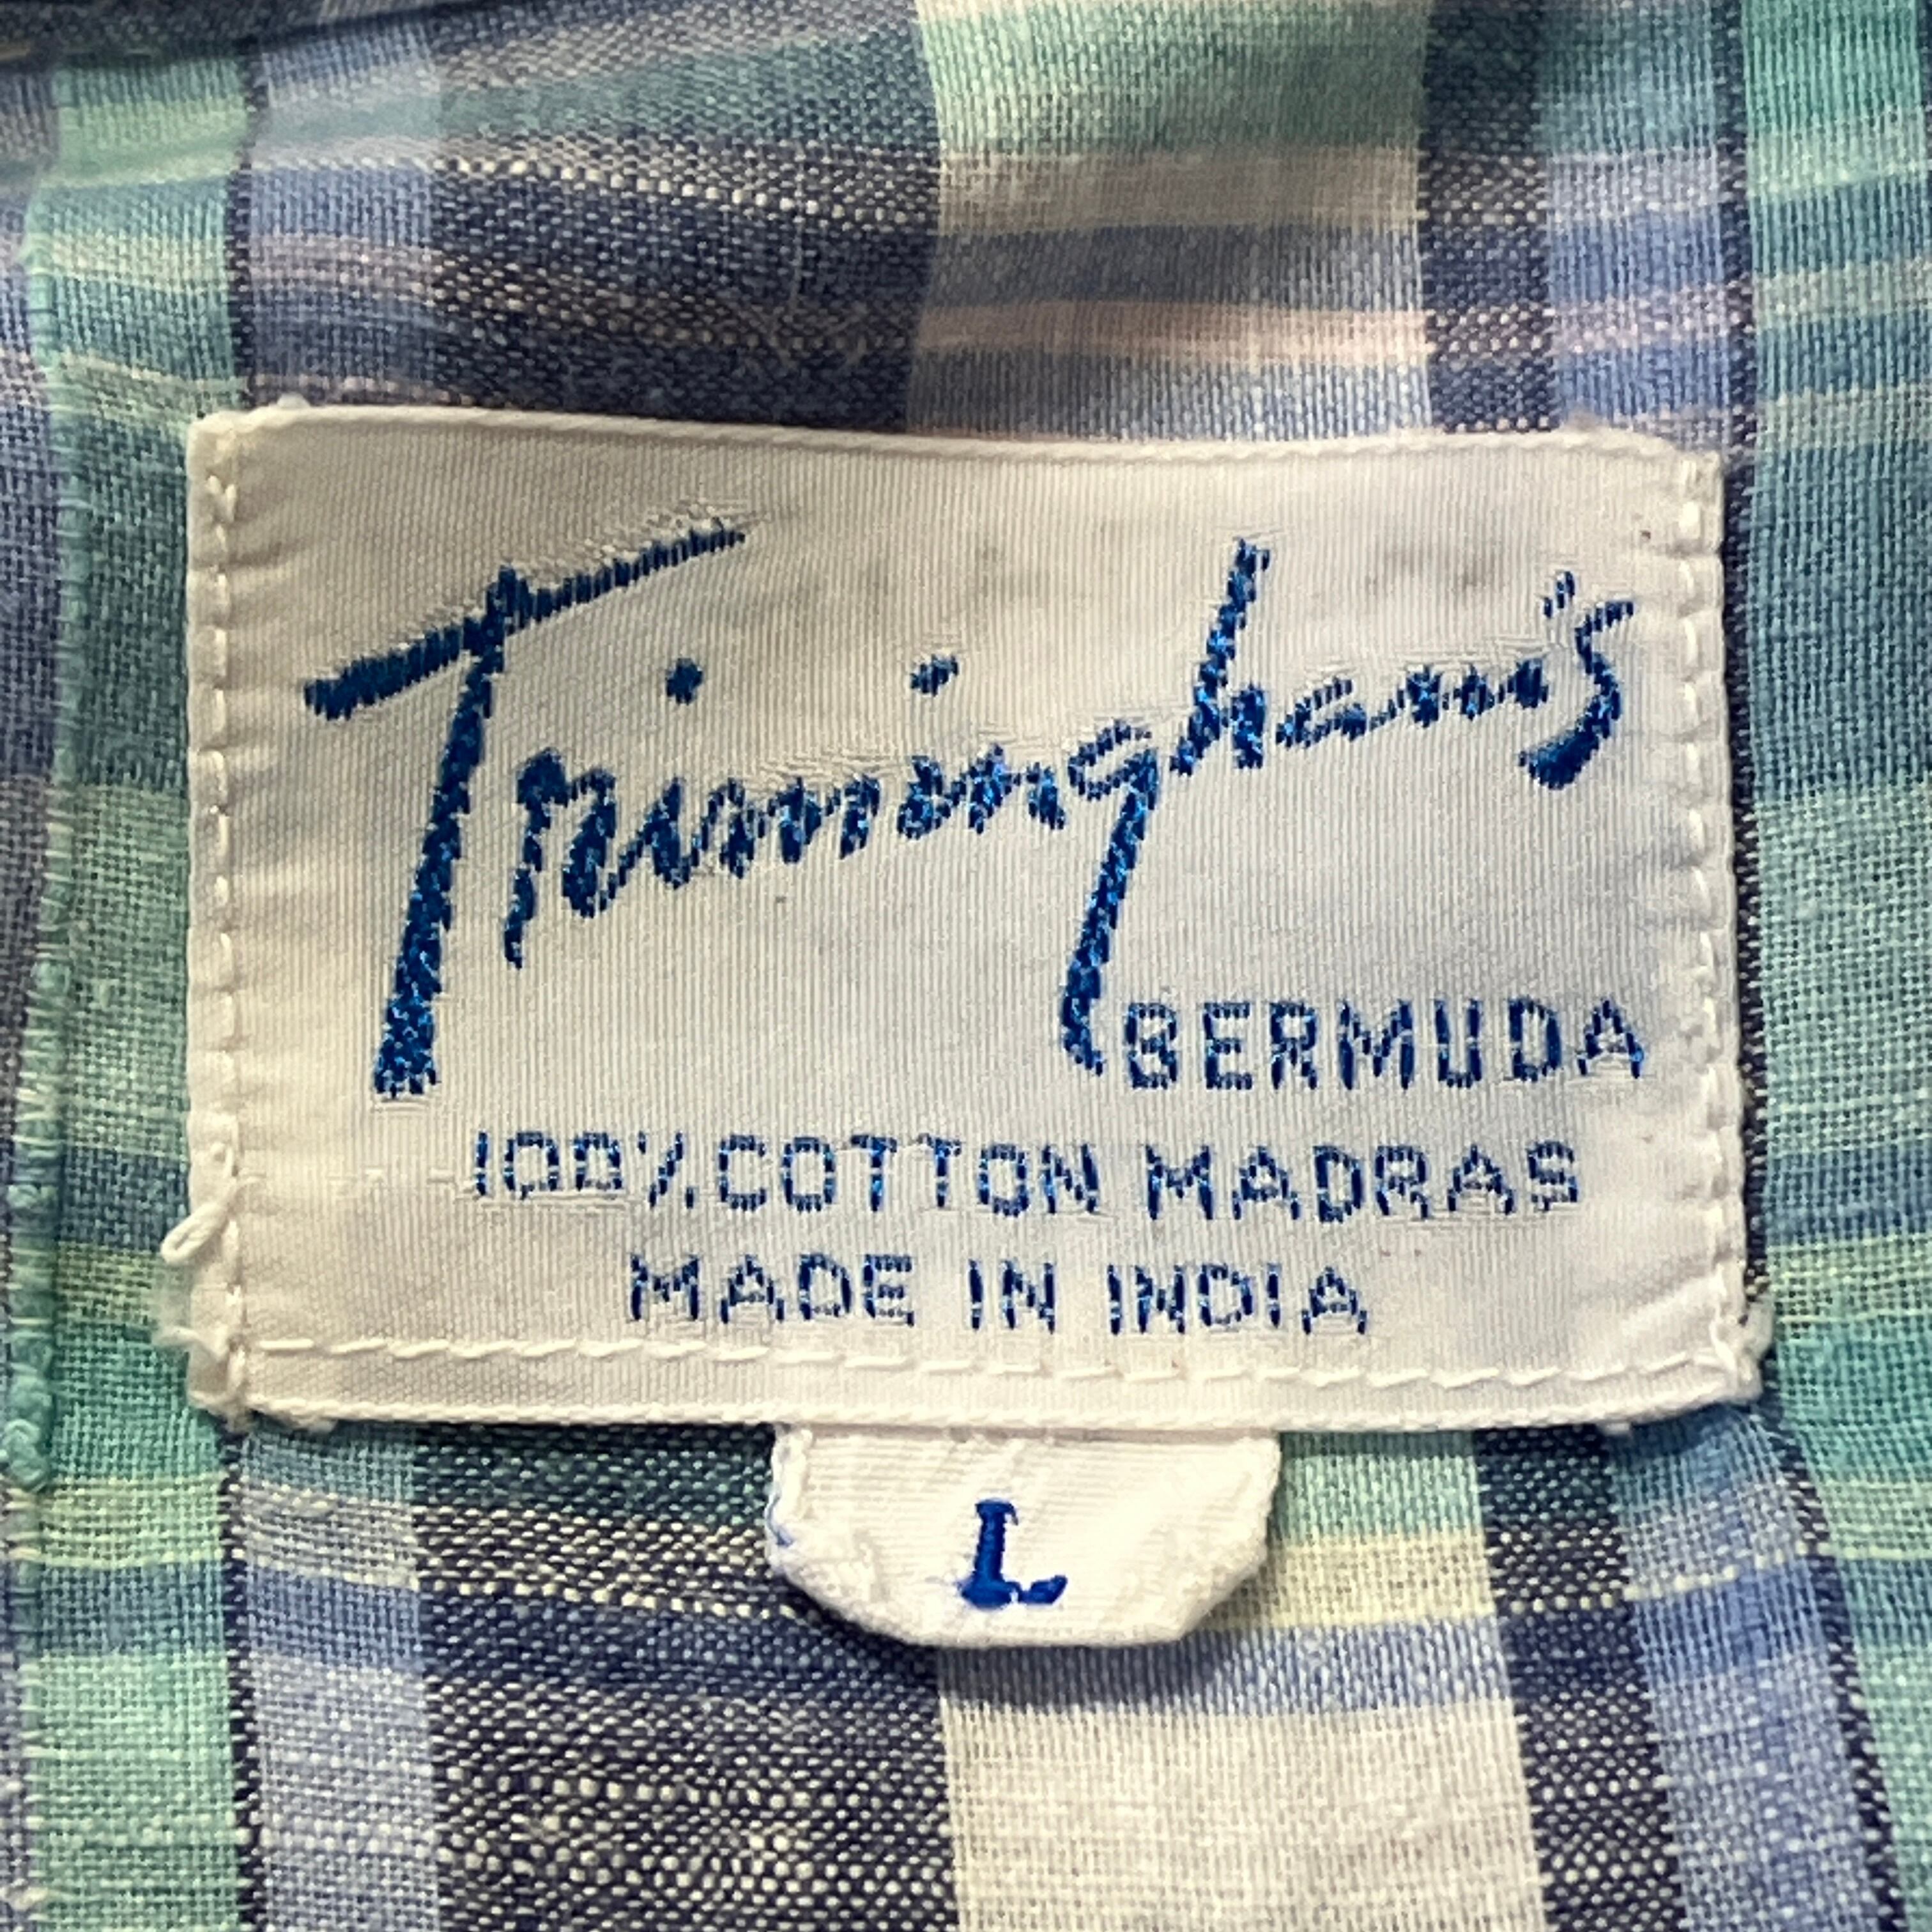 Trimingham's
BERMUDA
100% COTTON MADRAS
MADE IN INDIA
L